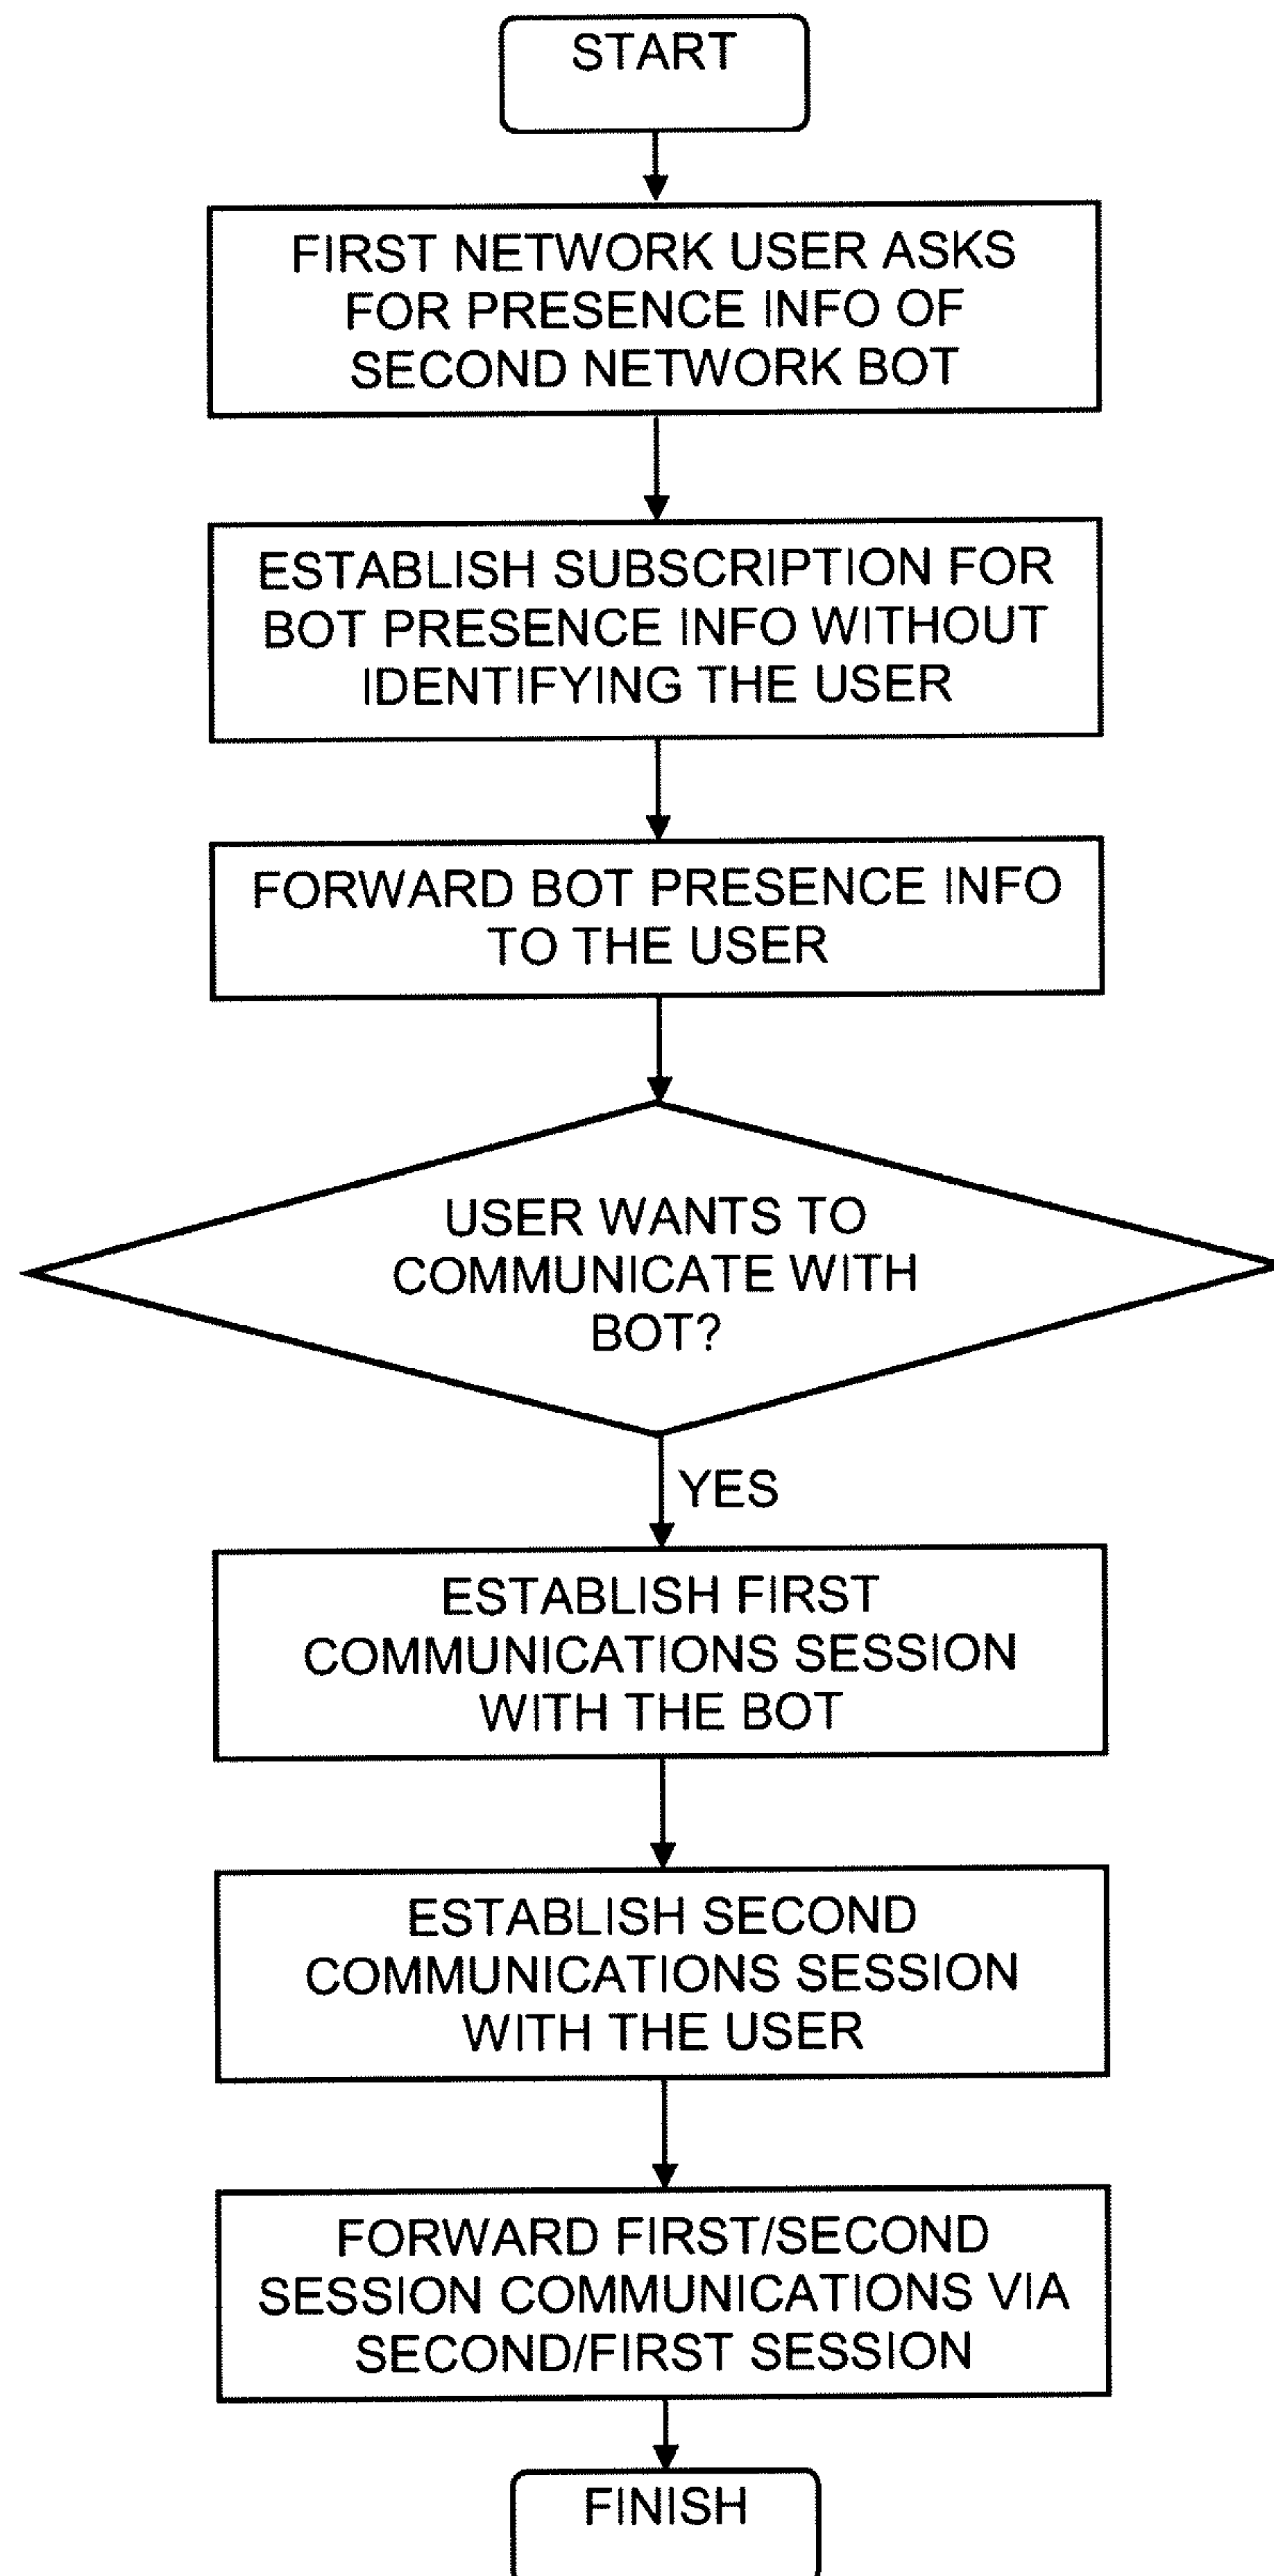 START
FIRST NETWORK USER ASKS
FOR PRESENCE INFO OF
SECOND NETWORK BOT
ESTABLISH SUBSCRIPTION FOR
BOT PRESENCE INFO WITHOUT
IDENTIFYING THE USER
FORWARD BOT PRESENCE INFO
TO THE USER
USER WANTS TO
COMMUNICATE WITH
BOT?
YES
ESTABLISH FIRST
COMMUNICATIONS SESSION
WITH THE BOT
ESTABLISH SECOND
COMMUNICATIONS SESSION
WITH THE USER
FORWARD FIRST/SECOND
SESSION COMMUNICATIONS VIA
SECOND/FIRST SESSION
FINISH